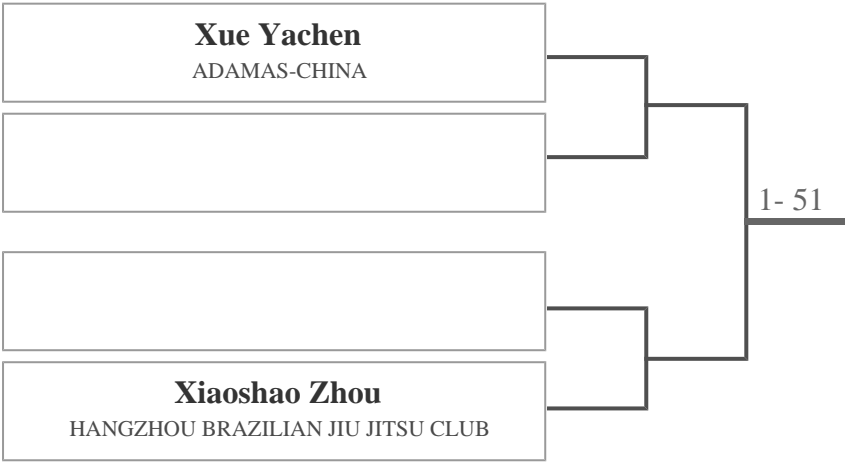 Xue Yachen
ADAMAS-CHINA
1- 51
Xiaoshao Zhou
HANGZHOU BRAZILIAN JIU JITSU CLUB